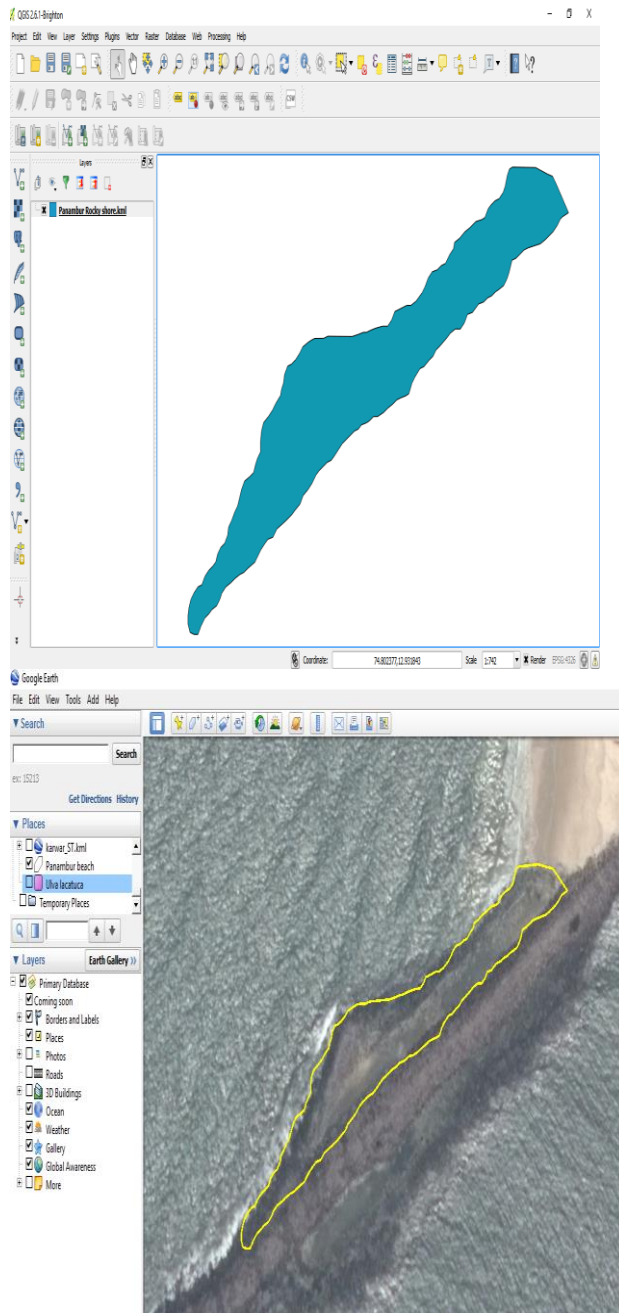 QGIS 2.6.1-Brighton
Project Edit View Layer Settings Plugins Vector Raster Database Web Processing Help
CSW
Layers
Panambur Rocky shore.kml
Coordinate: 74.802377,12.931843 Scale 1:742 Render EPSG:4326
Google Earth
File Edit View Tools Add Help
Search
Search
ex: 15213
Get Directions History
Places
karwar_ST.kml
Panambur beach
Ulva lacatuca
Temporary Places
Layers Earth Gallery >>
Primary Database
Coming soon
Borders and Labels
Places
Photos
Roads
3D Buildings
Ocean
Weather
Gallery
Global Awareness
More